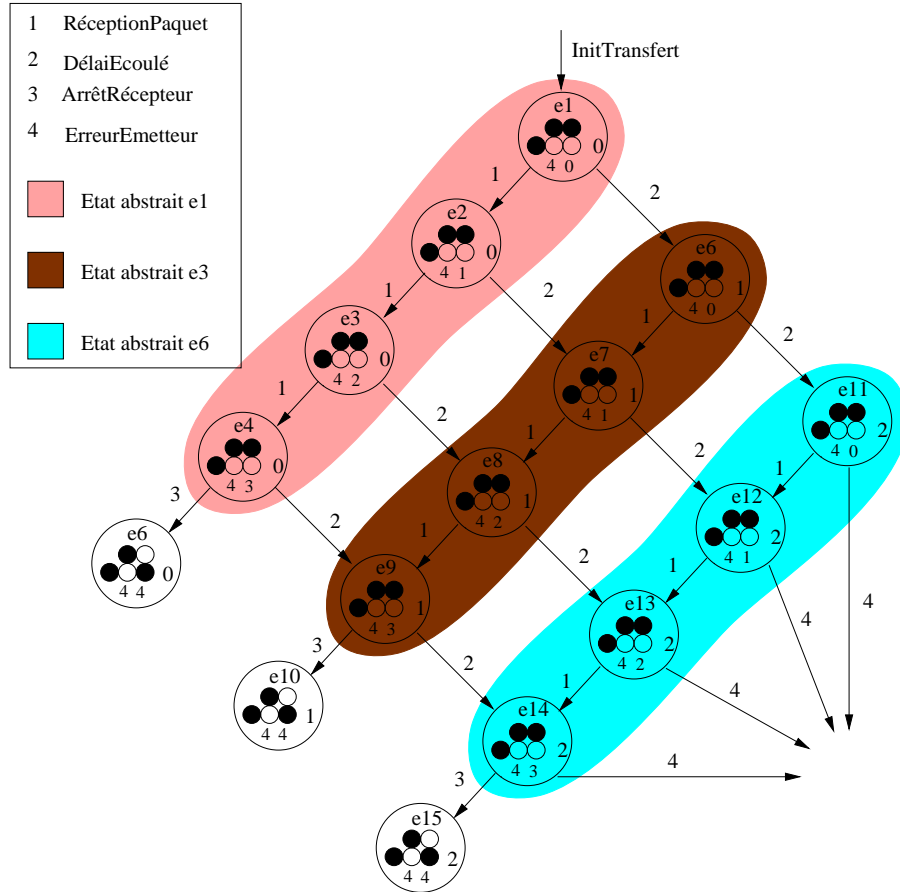 1 RéceptionPaquet
2 DélaiEcoulé
3 ArrêtRécepteur
4 ErreurEmetteur
Etat abstrait e1
Etat abstrait e3
Etat abstrait e6
InitTransfert
e1
0
4 0
1
2
e2
0
4 1
1
2
e6
1
4 0
1
2
e3
0
4 2
1
2
e7
1
4 1
1
2
e11
2
4 0
1
4
e4
0
4 3
3
2
e8
1
4 2
1
2
e12
2
4 1
1
4
e6
0
4 4
e9
1
4 3
3
2
e13
2
4 2
1
4
e10
1
4 4
e14
2
4 3
3
4
e15
2
4 4